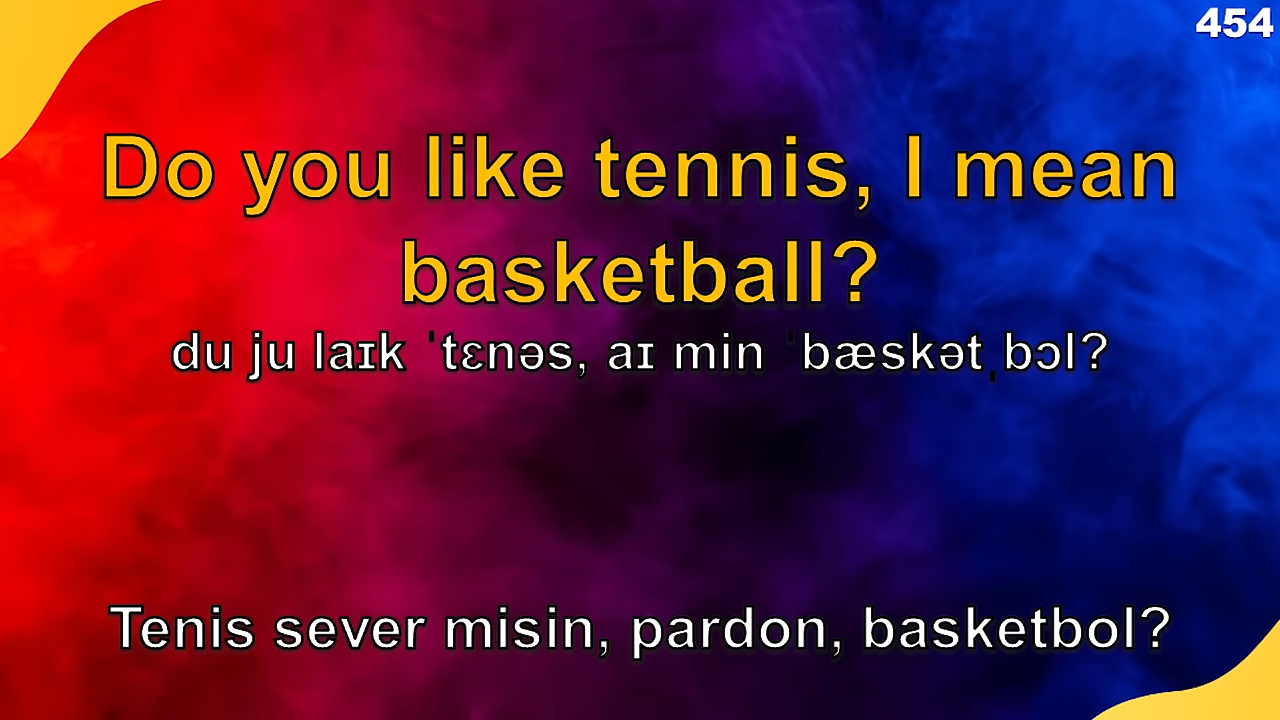 454
Do you like tennis, I mean
basketball?
du ju laɪk ˈtɛnəs, aɪ min ˈbæskətˌbɔl?
Tenis sever misin, pardon, basketbol?